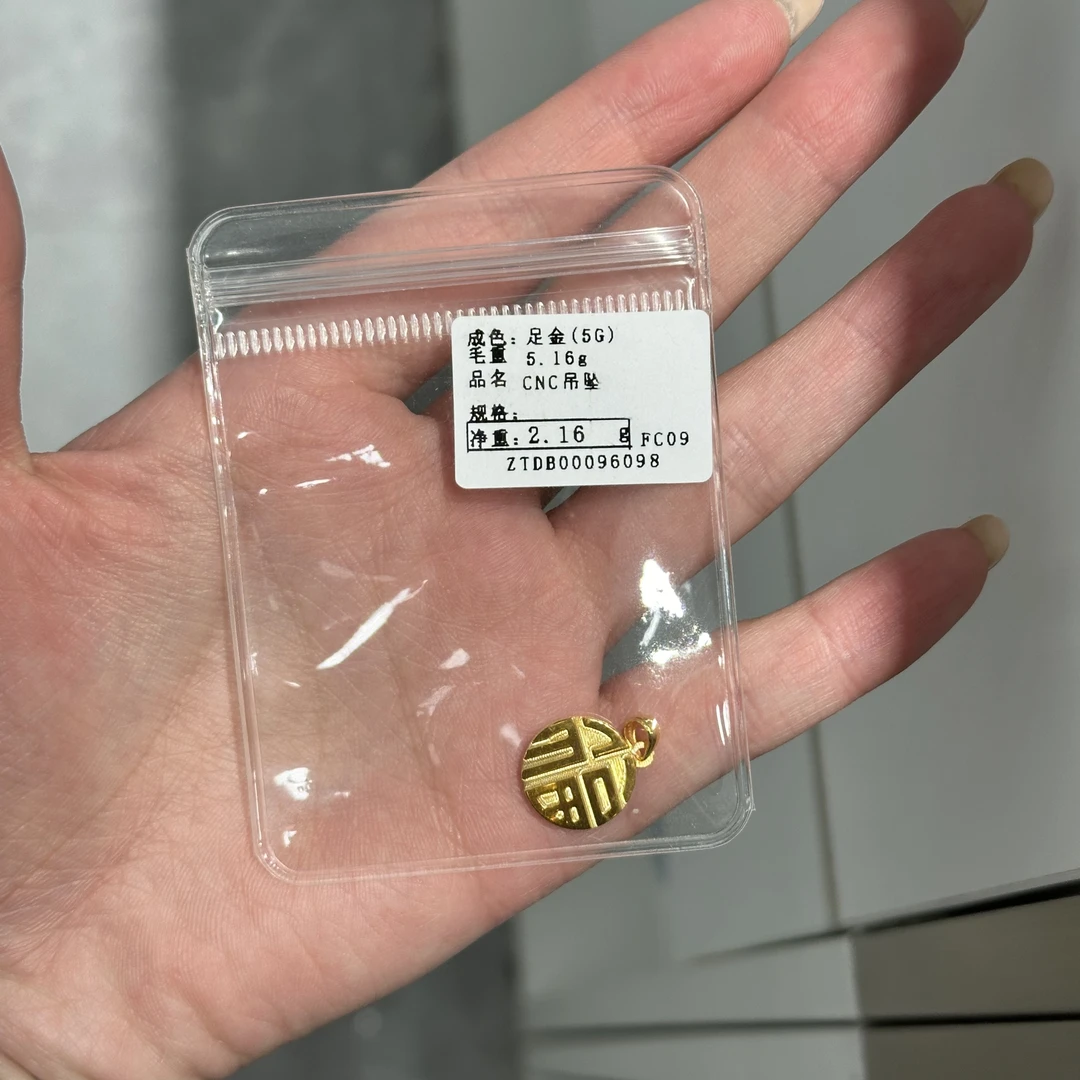 成色: 足金(5G)
毛重 5.16g
品名 CNC吊坠
规格:
净重: 2.16 g FC09
ZTDB00096098